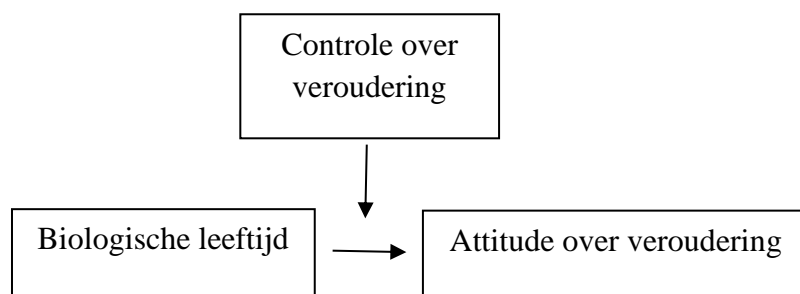 Controle over
veroudering
Biologische leeftijd
Attitude over veroudering